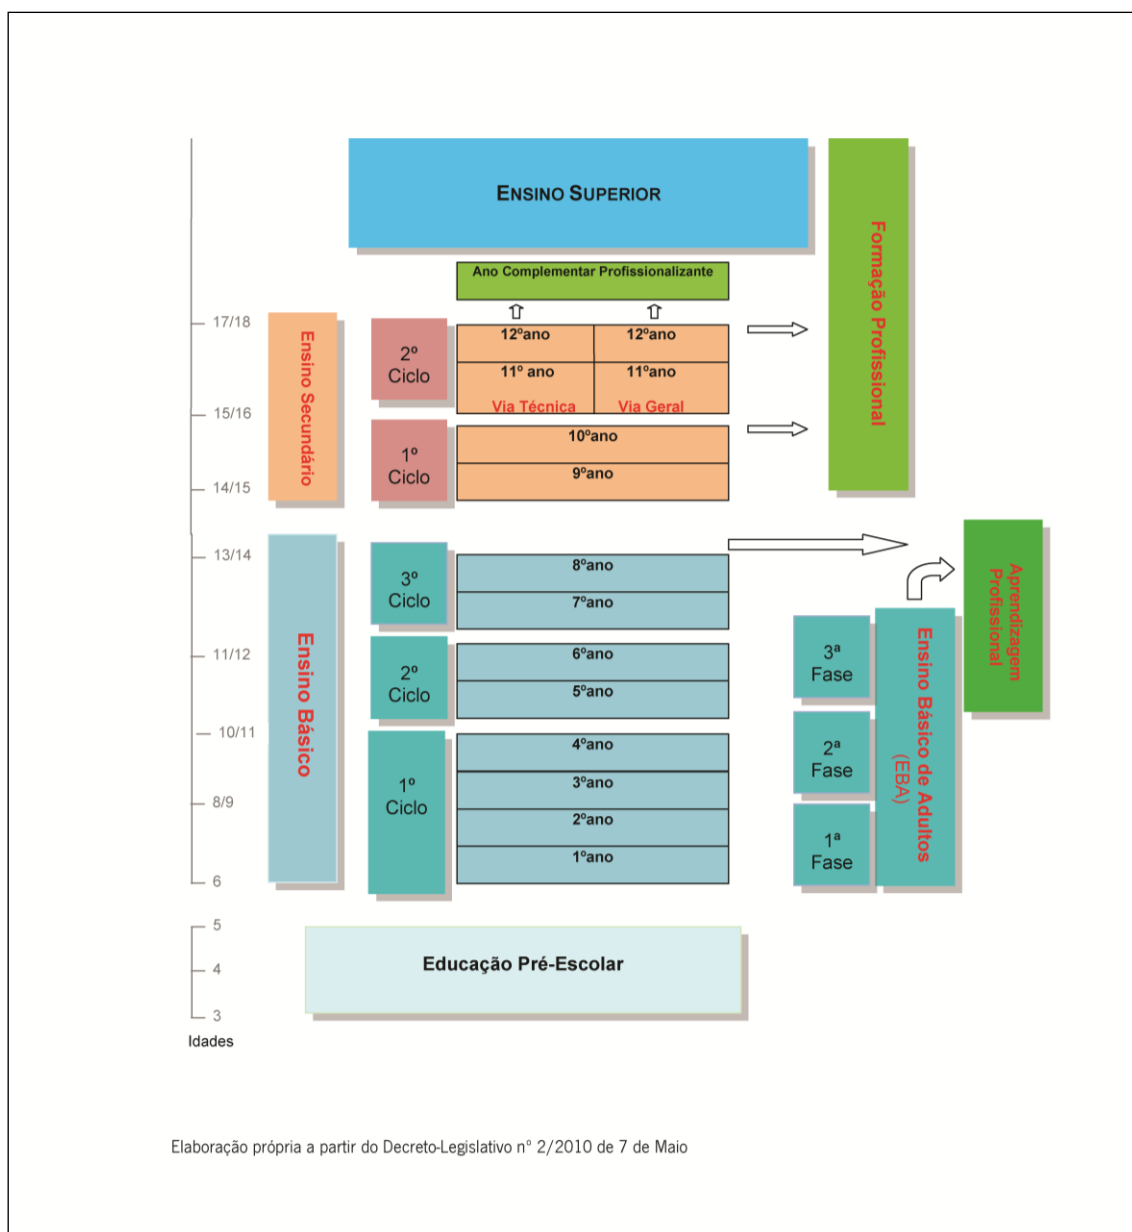 ENSINO SUPERIOR
Formação Profissional
Ano Complementar Profissionalizante
17/18
Ensino Secundário
2º
Ciclo
12ºano
12ºano
11º ano
11ºano
Via Técnica
Via Geral
15/16
1º
Ciclo
10ºano
9ºano
14/15
13/14
Ensino Básico
3º
Ciclo
8ºano
7ºano
Aprendizagem
Profissional
11/12
2º
Ciclo
6ºano
5ºano
3ª
Fase
Ensino Básico de Adultos
(EBA)
10/11
1º
Ciclo
4ºano
3ºano
2ºano
1ºano
2ª
Fase
8/9
1ª
Fase
6
5
Educação Pré-Escolar
4
3
Idades
Elaboração própria a partir do Decreto-Legislativo nº 2/2010 de 7 de Maio